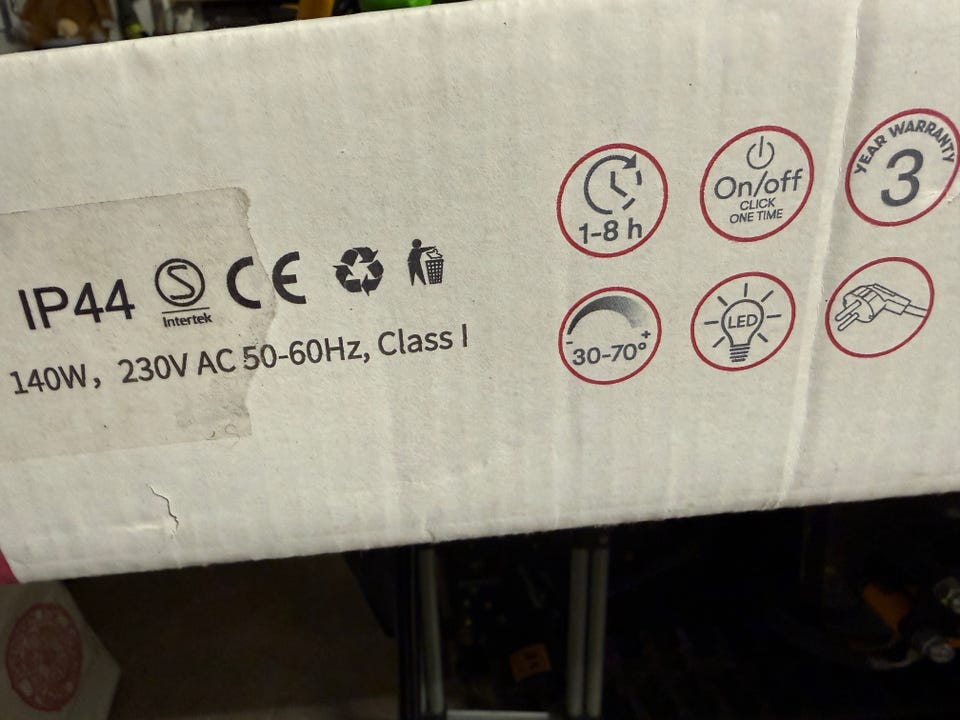 IP44
S
Intertek
CE
140W, 230V AC 50-60Hz, Class I
1-8 h
On/off
CLICK
ONE TIME
YEAR WARRANTY
3
- +
30-70°
LED